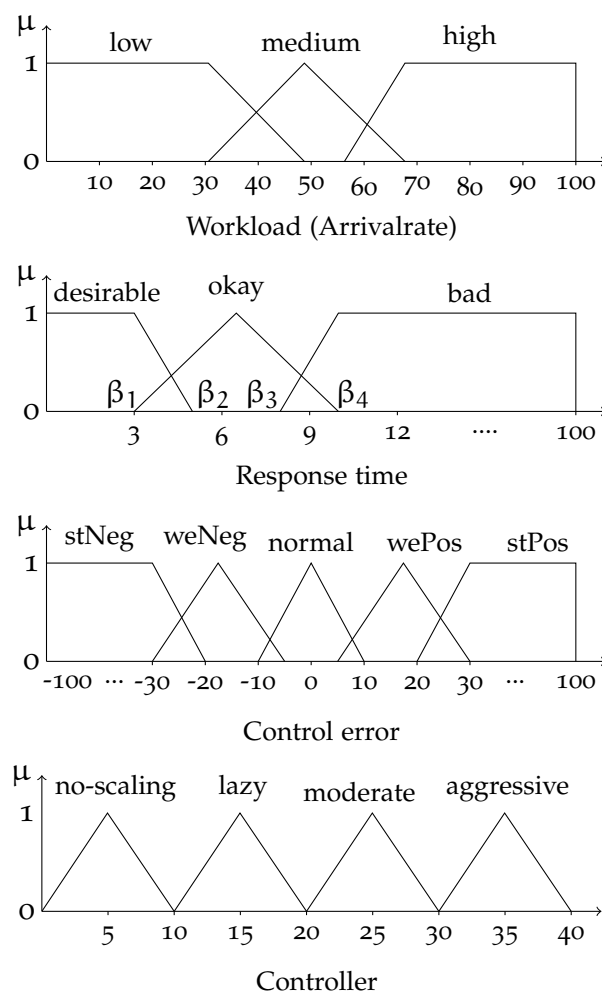 μ
low medium high
1
0
10 20 30 40 50 60 70 80 90 100
Workload (Arrivalrate)
μ
desirable okay bad
1
β1 β2 β3 β4
0
3 6 9 12 .... 100
Response time
μ
stNeg weNeg normal wePos stPos
1
0
-100 ... -30 -20 -10 0 10 20 30 ... 100
Control error
μ
no-scaling lazy moderate aggressive
1
0
5 10 15 20 25 30 35 40
Controller